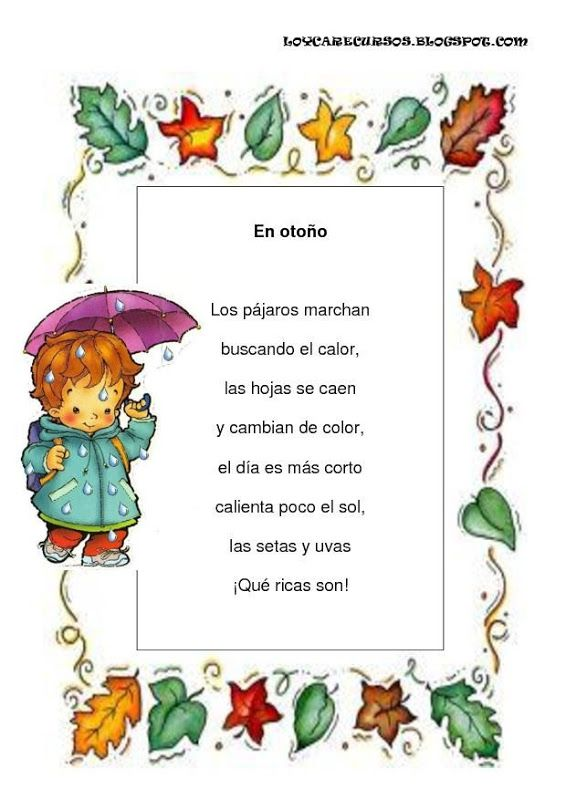 LOYCARECURSOS.BLOGSPOT.COM
En otoño
Los pájaros marchan
buscando el calor,
las hojas se caen
y cambian de color,
el día es más corto
calienta poco el sol,
las setas y uvas
¡Qué ricas son!